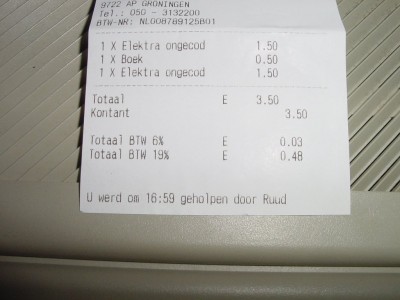 9722 AP GRONINGEN
Tel.: 050 - 3132200
BTW-NR: NL008789125B01
1 X Elektra ongecod 1.50
1 X Boek 0.50
1 X Elektra ongecod 1.50
Totaal E 3.50
Kontant 3.50
Totaal BTW 6% E 0.03
Totaal BTW 19% E 0.48
U werd om 16:59 geholpen door Ruud